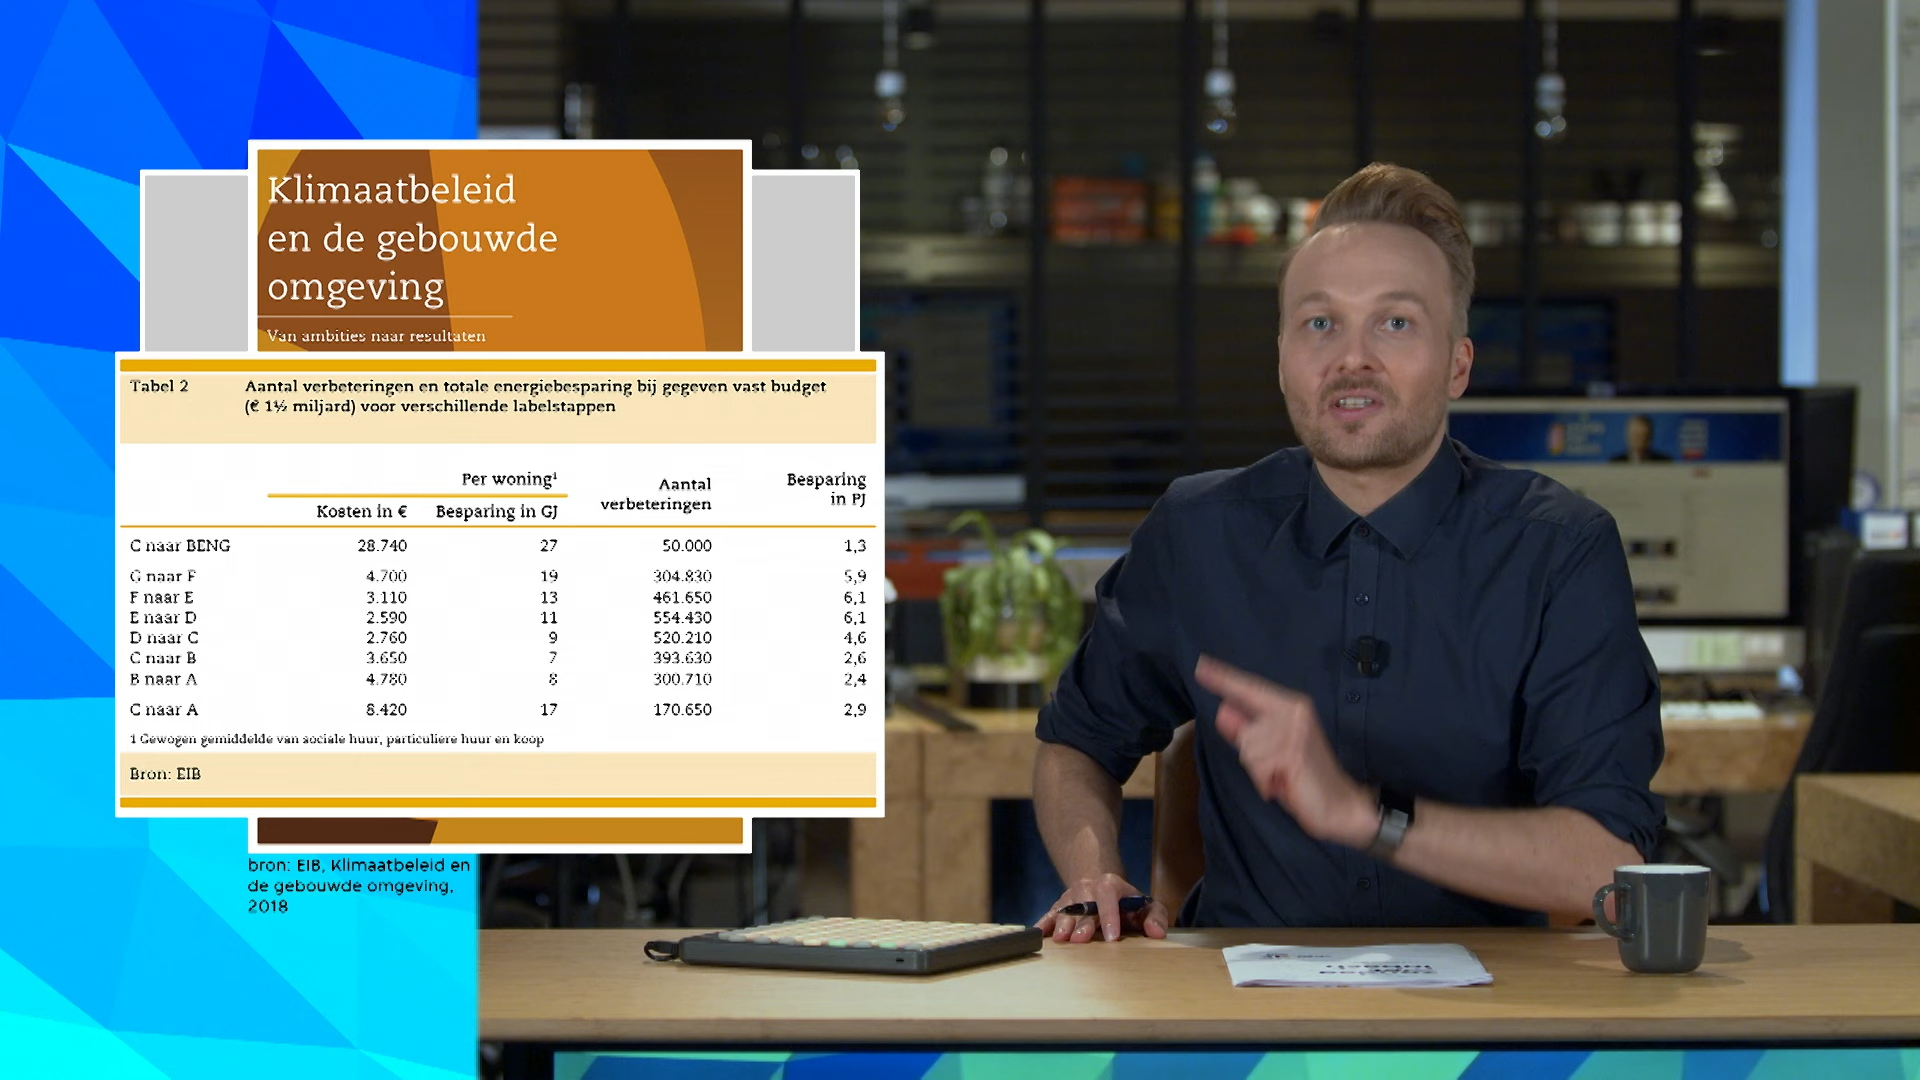 Klimaatbeleid
en de gebouwde
omgeving
Van ambities naar resultaten
Tabel 2 Aantal verbeteringen en totale energiebesparing bij gegeven vast budget
(€ 1½ miljard) voor verschillende labelstappen
Per woning¹ Aantal verbeteringen Besparing in PJ
Kosten in € Besparing in GJ
C naar BENG 28.740 27 50.000 1,3
G naar F 4.700 19 304.830 5,9
F naar E 3.110 13 461.650 6,1
E naar D 2.590 11 554.430 6,1
D naar C 2.760 9 520.210 4,6
C naar B 3.650 7 393.630 2,6
B naar A 4.780 8 300.710 2,4
C naar A 8.420 17 170.650 2,9
1 Gewogen gemiddelde van sociale huur, particuliere huur en koop
Bron: EIB
bron: EIB, Klimaatbeleid en
de gebouwde omgeving,
2018